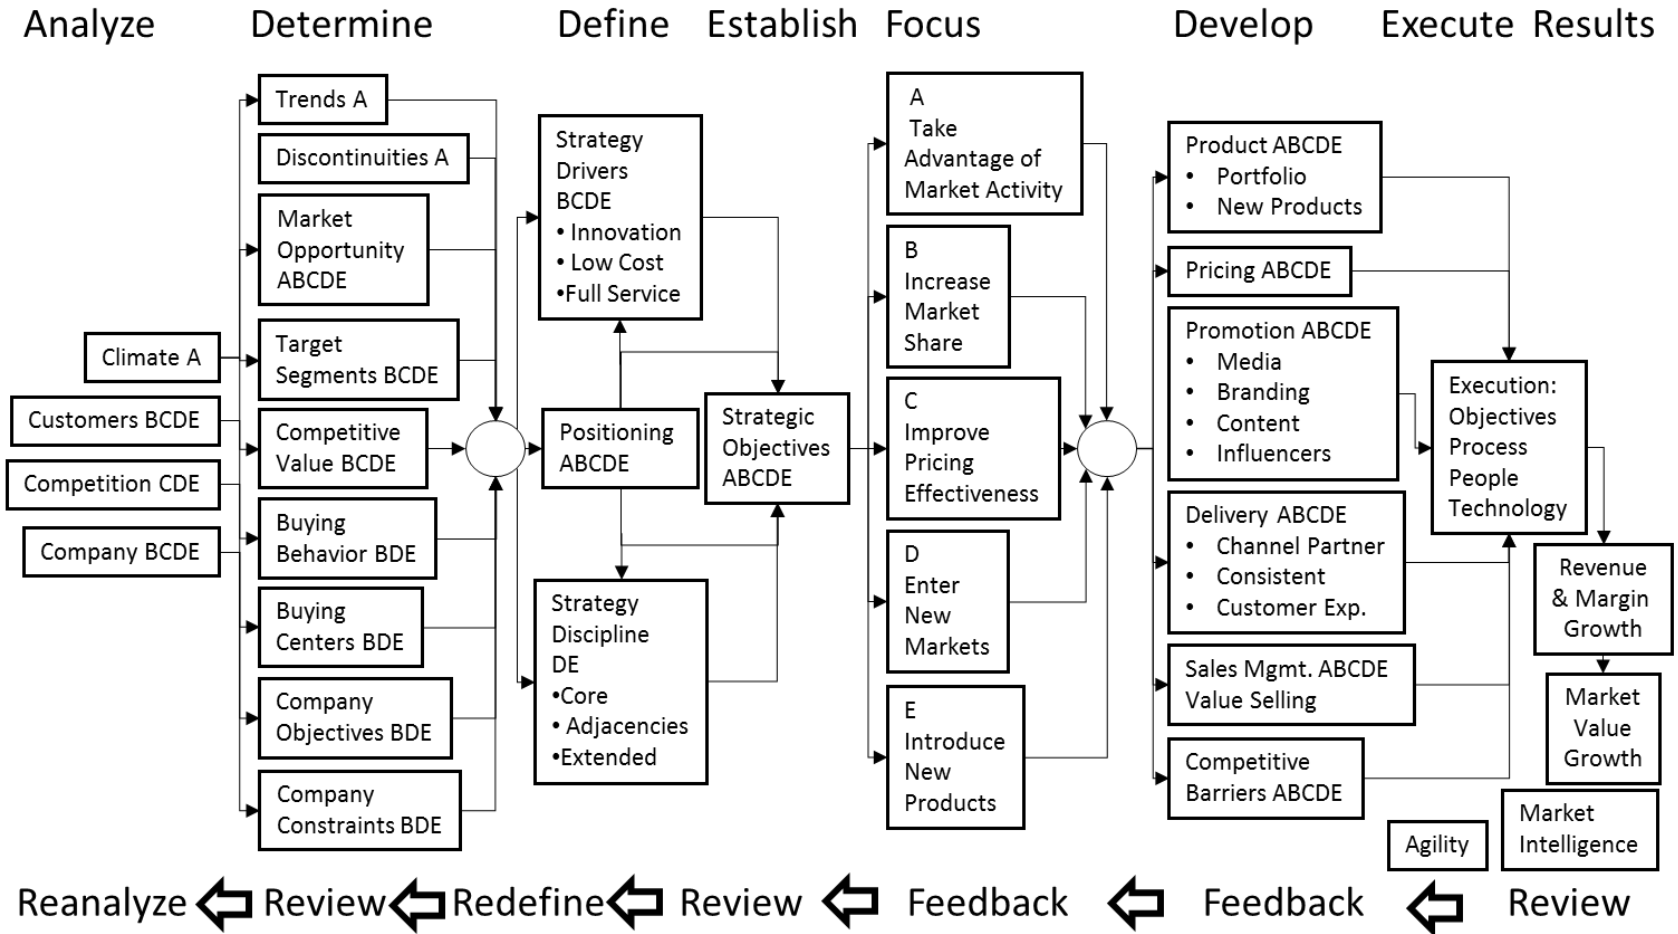 Analyze
Determine
Define
Establish
Focus
Develop
Execute
Results
Climate A
Customers BCDE
Competition CDE
Company BCDE
Trends A
Discontinuities A
Market
Opportunity
ABCDE
Target
Segments BCDE
Competitive
Value BCDE
Buying
Behavior BDE
Buying
Centers BDE
Company
Objectives BDE
Company
Constraints BDE
Strategy
Drivers
BCDE
• Innovation
• Low Cost
•Full Service
Positioning
ABCDE
Strategy
Discipline
DE
•Core
• Adjacencies
•Extended
Strategic
Objectives
ABCDE
A
Take
Advantage of
Market Activity
B
Increase
Market
Share
C
Improve
Pricing
Effectiveness
D
Enter
New
Markets
E
Introduce
New
Products
Product ABCDE
• Portfolio
• New Products
Pricing ABCDE
Promotion ABCDE
• Media
• Branding
• Content
• Influencers
Delivery ABCDE
• Channel Partner
• Consistent
• Customer Exp.
Sales Mgmt. ABCDE
Value Selling
Competitive
Barriers ABCDE
Execution:
Objectives
Process
People
Technology
Revenue
& Margin
Growth
Market
Value
Growth
Agility
Market
Intelligence
Reanalyze
Review
Redefine
Review
Feedback
Feedback
Review